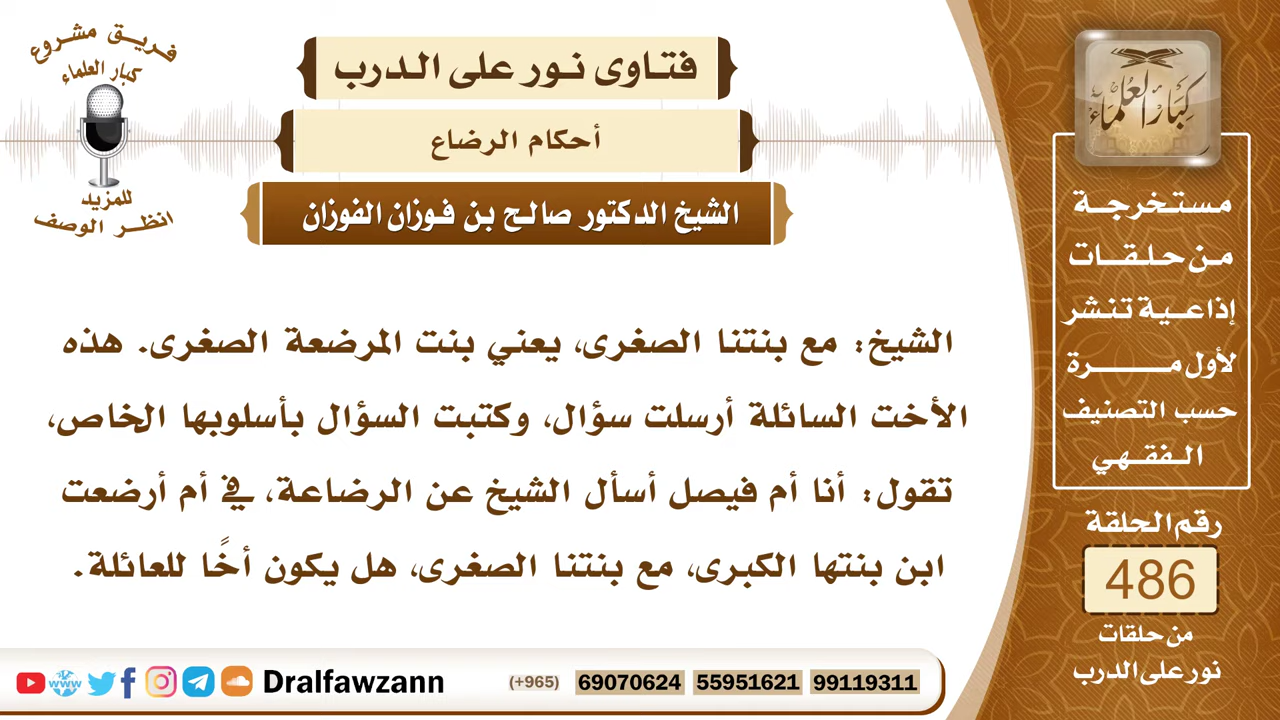 فريق مشروع
كبار العلماء
للمزيد
انظر الوصف
فتاوى نور على الدرب
أحكام الرضاع
الشيخ الدكتور صالح بن فوزان الفوزان
الشيخ: مع بنتنا الصغرى، يعني بنت المرضعة الصغرى. هذه
الأخت السائلة أرسلت سؤال، وكتبت السؤال بأسلوبها الخاص،
تقول: أنا أم فيصل أسأل الشيخ عن الرضاعة، في أم أرضعت
ابن بنتها الكبرى، مع بنتنا الصغرى، هل يكون أخًا للعائلة.
كبار العلماء
مستخرجة
من حلقات
إذاعية تنشر
لأول مرة
حسب التصنيف
الفقهي
رقم الحلقة
486
من حلقات
نور على الدرب
www
Dralfawzann
(+965) 69070624 55951621 99119311